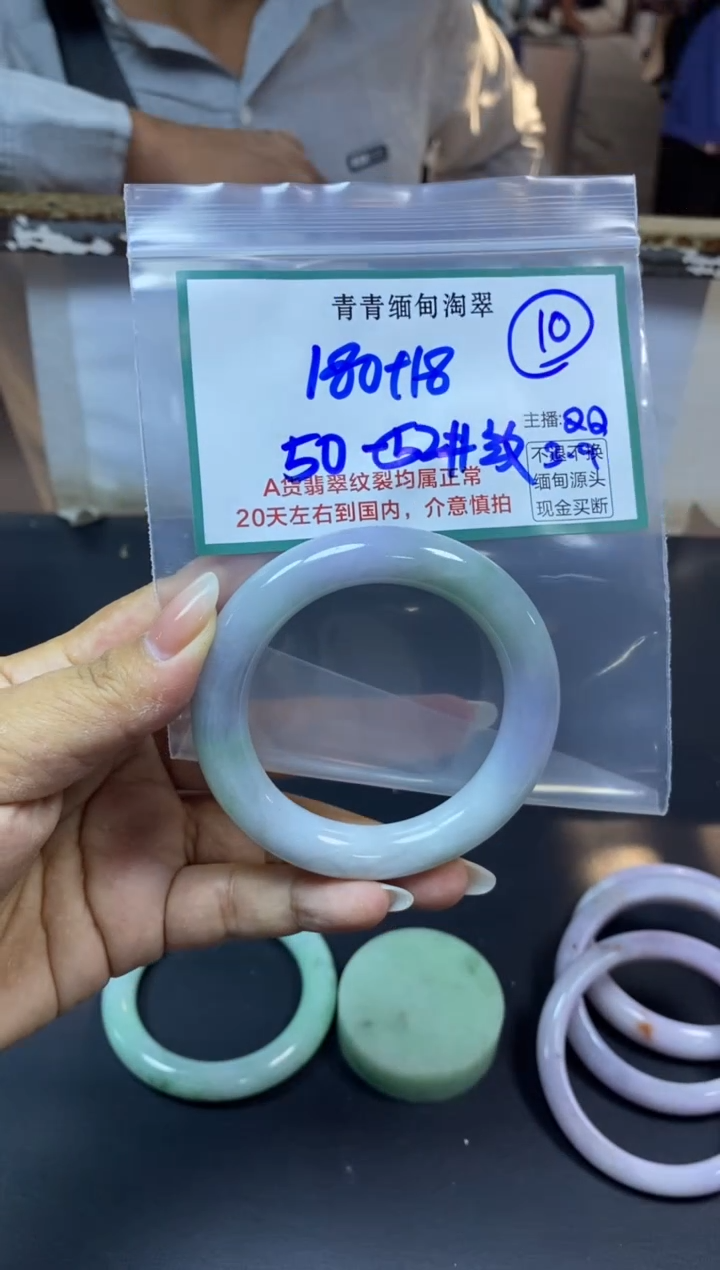 青青缅甸淘翠
10
180+18
主播:QQ
50-52#纹
3.9
不退不换
A货翡翠纹裂均属正常
缅甸源头
20天左右到国内，介意慎拍
现金买断